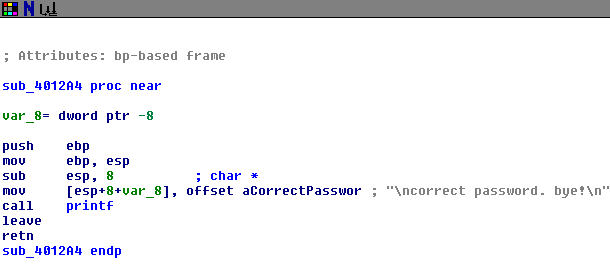 ; Attributes: bp-based frame
sub_4012A4 proc near
var_8= dword ptr -8
push    ebp
mov     ebp, esp
sub     esp, 8          ; char *
mov     [esp+8+var_8], offset aCorrectPasswor ; "\ncorrect password. bye!\n"
call    printf
leave
retn
sub_4012A4 endp